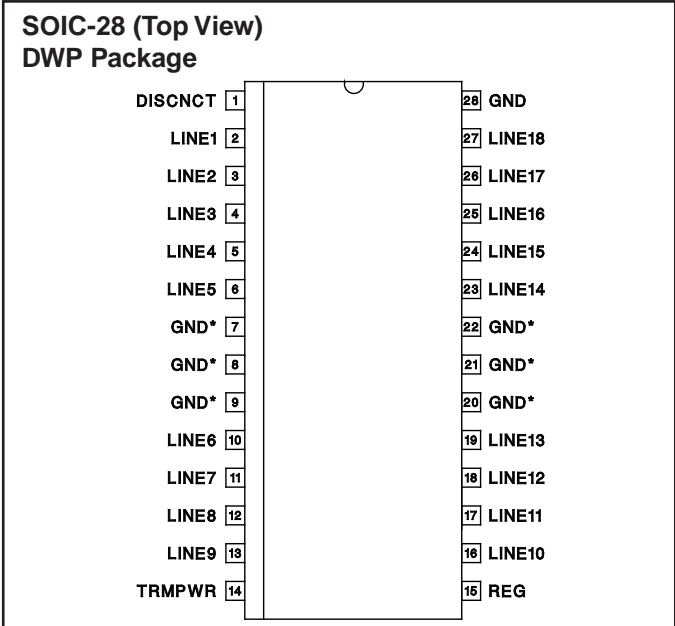 SOIC-28 (Top View)
DWP Package
DISCNCT 1 28 GND
LINE1 2 27 LINE18
LINE2 3 26 LINE17
LINE3 4 25 LINE16
LINE4 5 24 LINE15
LINE5 6 23 LINE14
GND* 7 22 GND*
GND* 8 21 GND*
GND* 9 20 GND*
LINE6 10 19 LINE13
LINE7 11 18 LINE12
LINE8 12 17 LINE11
LINE9 13 16 LINE10
TRMPWR 14 15 REG